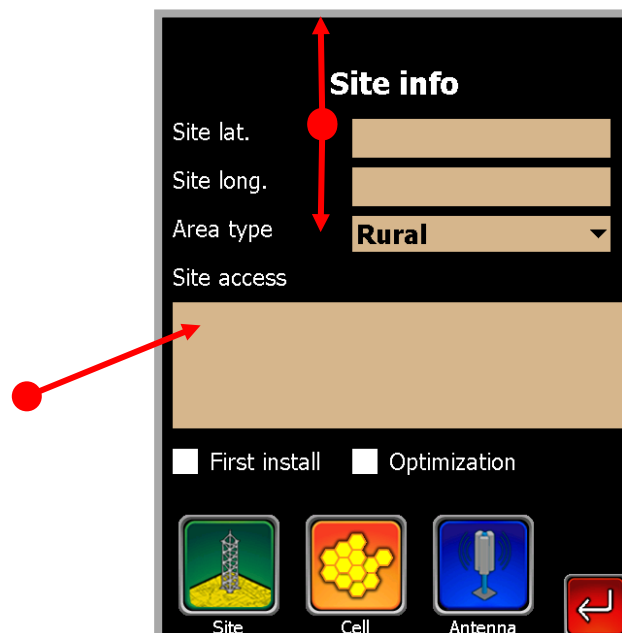 Site info
Site lat.
Site long.
Area type Rural
Site access
First install Optimization
Site Cell Antenna